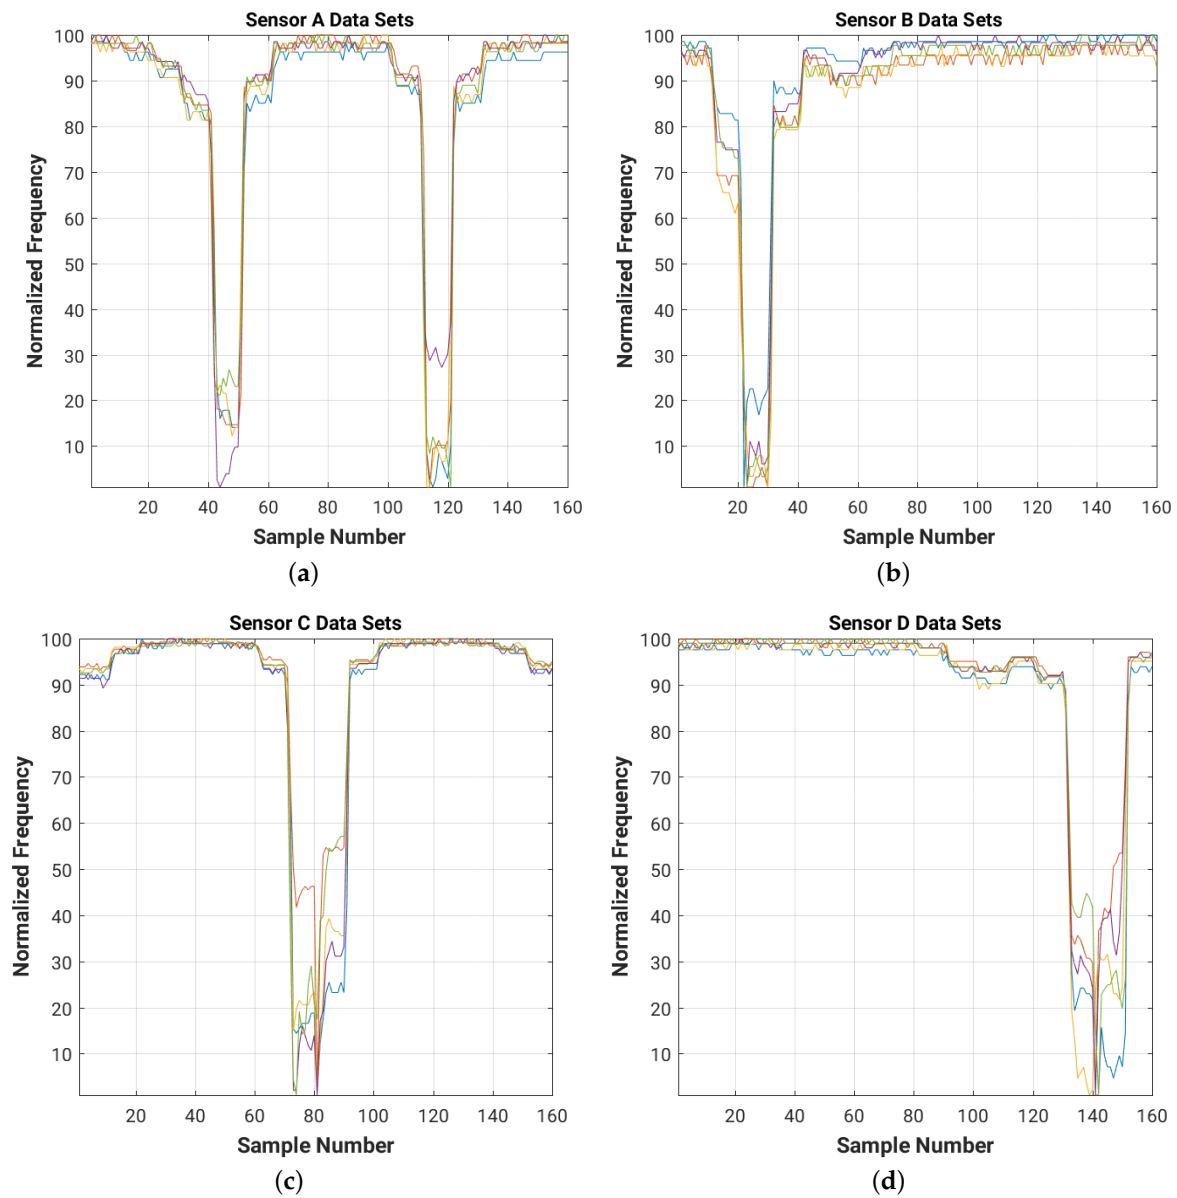 Sensor A Data Sets
100
90
80
70
60
50
40
30
20
10
Normalized Frequency
20 40 60 80 100 120 140 160
Sample Number
(a)
Sensor B Data Sets
100
90
80
70
60
50
40
30
20
10
Normalized Frequency
20 40 60 80 100 120 140 160
Sample Number
(b)
Sensor C Data Sets
100
90
80
70
60
50
40
30
20
10
Normalized Frequency
20 40 60 80 100 120 140 160
Sample Number
(c)
Sensor D Data Sets
100
90
80
70
60
50
40
30
20
10
Normalized Frequency
20 40 60 80 100 120 140 160
Sample Number
(d)